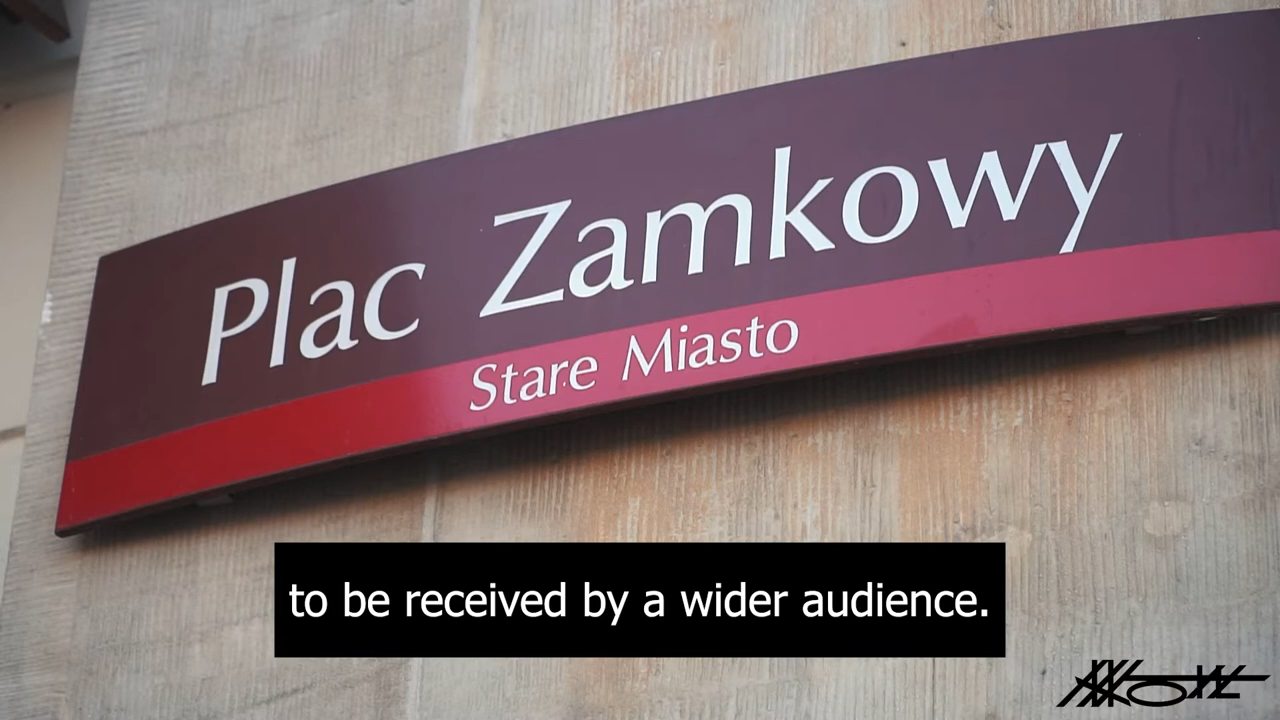 Plac Zamkowy
Stare Miasto
to be received by a wider audience.